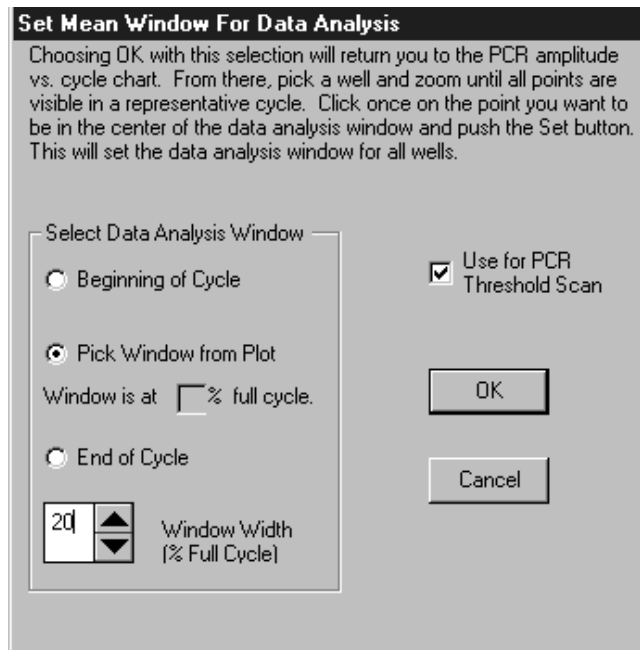 Set Mean Window For Data Analysis
Choosing OK with this selection will return you to the PCR amplitude
vs. cycle chart. From there, pick a well and zoom until all points are
visible in a representative cycle. Click once on the point you want to
be in the center of the data analysis window and push the Set button.
This will set the data analysis window for all wells.
Select Data Analysis Window
Beginning of Cycle
Pick Window from Plot
Window is at % full cycle.
End of Cycle
20
Window Width
(% Full Cycle)
Use for PCR
Threshold Scan
OK
Cancel